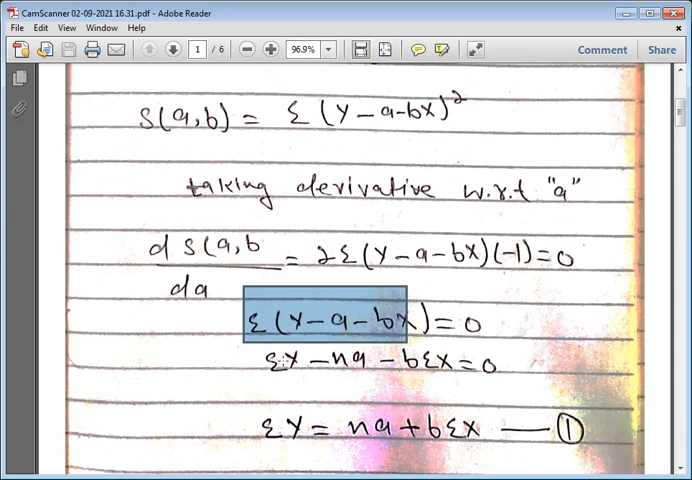 CamScanner 02-09-2021 16.31.pdf - Adobe Reader
File Edit View Window Help
1 / 6 96.9% Comment Share
S(a,b) = Σ (Y-a-bX)²
taking derivative w.r.t "a"
d S(a,b = 2Σ(Y-a-bX)(-1)=0
da
Σ(Y-a-bX)=0
ΣY-na-bΣX=0
ΣY = na+bΣX — ①